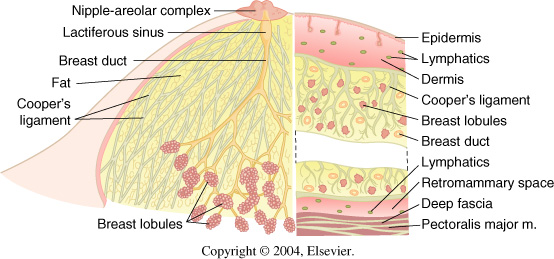 Nipple-areolar complex
Lactiferous sinus
Breast duct
Fat
Cooper's
ligament
Breast lobules
Epidermis
Lymphatics
Dermis
Cooper's ligament
Breast lobules
Breast duct
Lymphatics
Retromammary space
Deep fascia
Pectoralis major m.
Copyright © 2004, Elsevier.